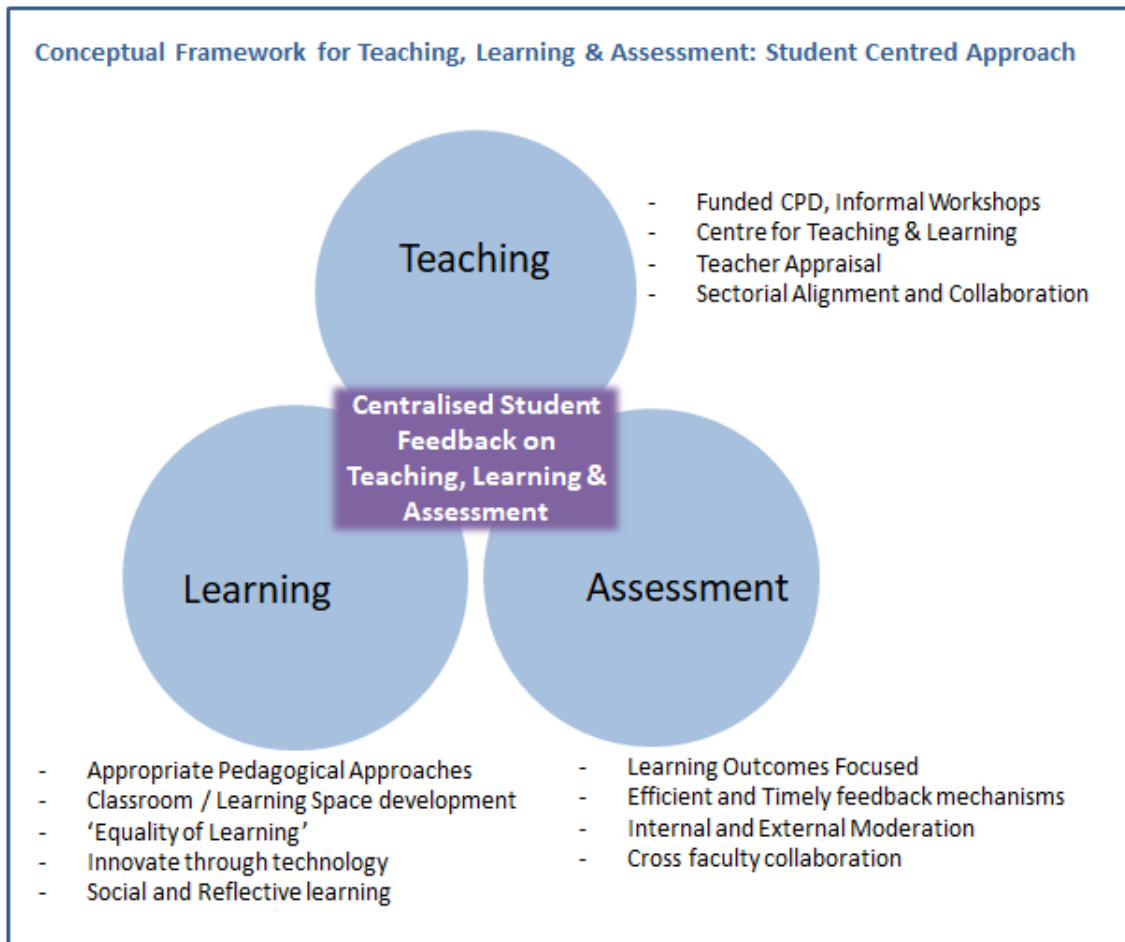 Conceptual Framework for Teaching, Learning & Assessment: Student Centred Approach
Teaching
- Funded CPD, Informal Workshops
- Centre for Teaching & Learning
- Teacher Appraisal
- Sectorial Alignment and Collaboration
Centralised Student
Feedback on
Teaching, Learning &
Assessment
Learning
Assessment
- Appropriate Pedagogical Approaches
- Classroom / Learning Space development
- ‘Equality of Learning’
- Innovate through technology
- Social and Reflective learning
- Learning Outcomes Focused
- Efficient and Timely feedback mechanisms
- Internal and External Moderation
- Cross faculty collaboration